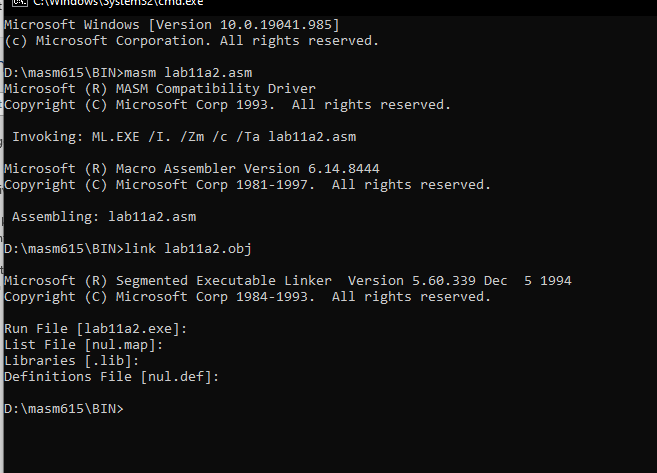 C:\Windows\System32\cmd.exe
Microsoft Windows [Version 10.0.19041.985]
(c) Microsoft Corporation. All rights reserved.
D:\masm615\BIN>masm lab11a2.asm
Microsoft (R) MASM Compatibility Driver
Copyright (C) Microsoft Corp 1993.  All rights reserved.
Invoking: ML.EXE /I. /Zm /c /Ta lab11a2.asm
Microsoft (R) Macro Assembler Version 6.14.8444
Copyright (C) Microsoft Corp 1981-1997.  All rights reserved.
Assembling: lab11a2.asm
D:\masm615\BIN>link lab11a2.obj
Microsoft (R) Segmented Executable Linker  Version 5.60.339 Dec  5 1994
Copyright (C) Microsoft Corp 1984-1993.  All rights reserved.
Run File [lab11a2.exe]:
List File [nul.map]:
Libraries [.lib]:
Definitions File [nul.def]:
D:\masm615\BIN>